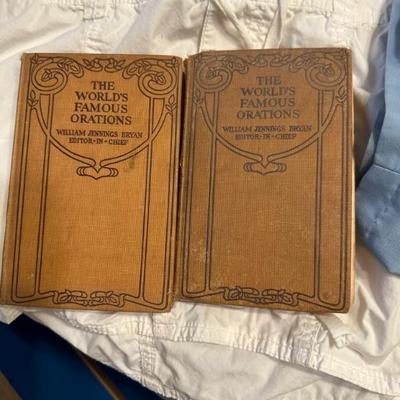 THE
WORLD'S
FAMOUS
ORATIONS
WILLIAM JENNINGS BRYAN
EDITOR-IN-CHIEF
THE
WORLD'S
FAMOUS
ORATIONS
WILLIAM JENNINGS BRYAN
EDITOR-IN-CHIEF